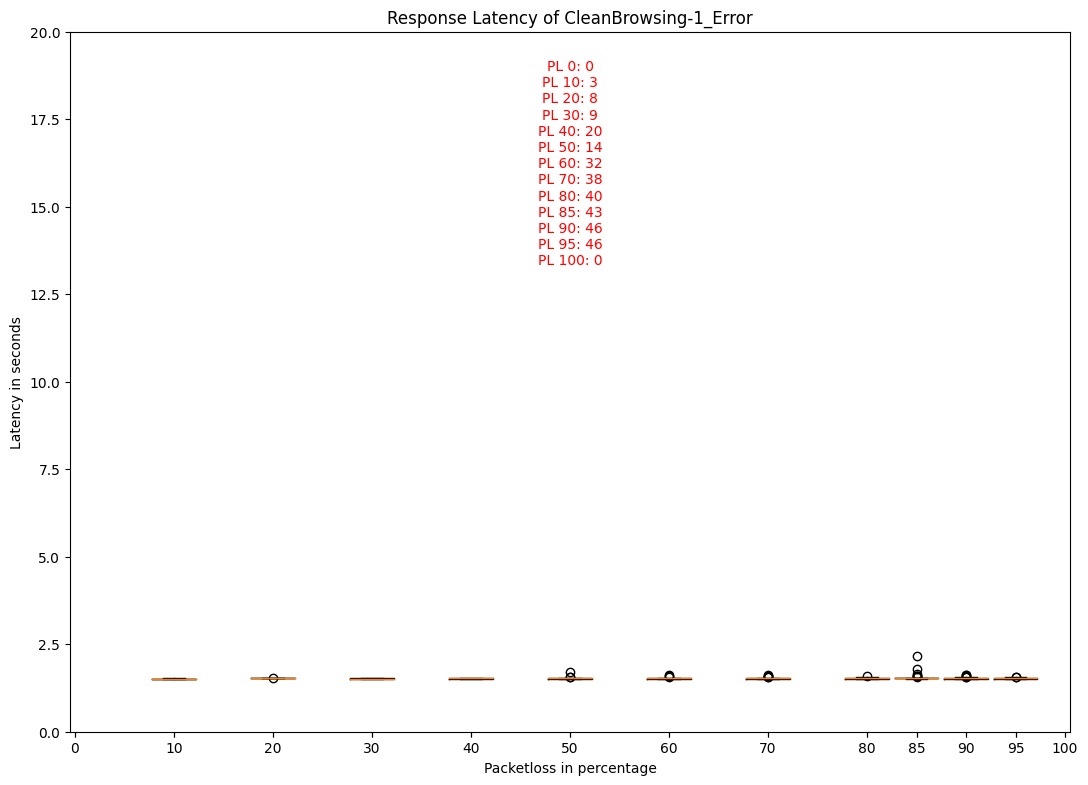 Response Latency of CleanBrowsing-1_Error
20.0
17.5
15.0
12.5
10.0
7.5
5.0
2.5
0.0
Latency in seconds
PL 0: 0
PL 10: 3
PL 20: 8
PL 30: 9
PL 40: 20
PL 50: 14
PL 60: 32
PL 70: 38
PL 80: 40
PL 85: 43
PL 90: 46
PL 95: 46
PL 100: 0
0 10 20 30 40 50 60 70 80 85 90 95 100
Packetloss in percentage